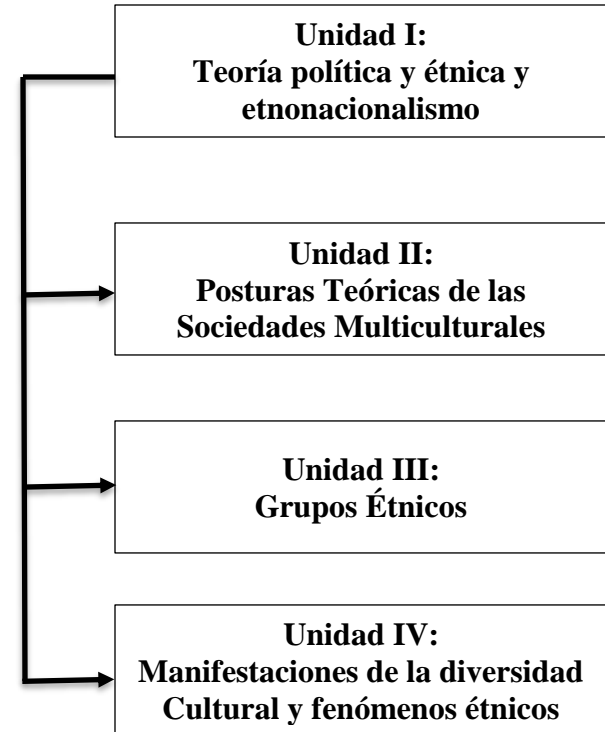 Unidad I:
Teoría política y étnica y
etnonacionalismo
Unidad II:
Posturas Teóricas de las
Sociedades Multiculturales
Unidad III:
Grupos Étnicos
Unidad IV:
Manifestaciones de la diversidad
Cultural y fenómenos étnicos